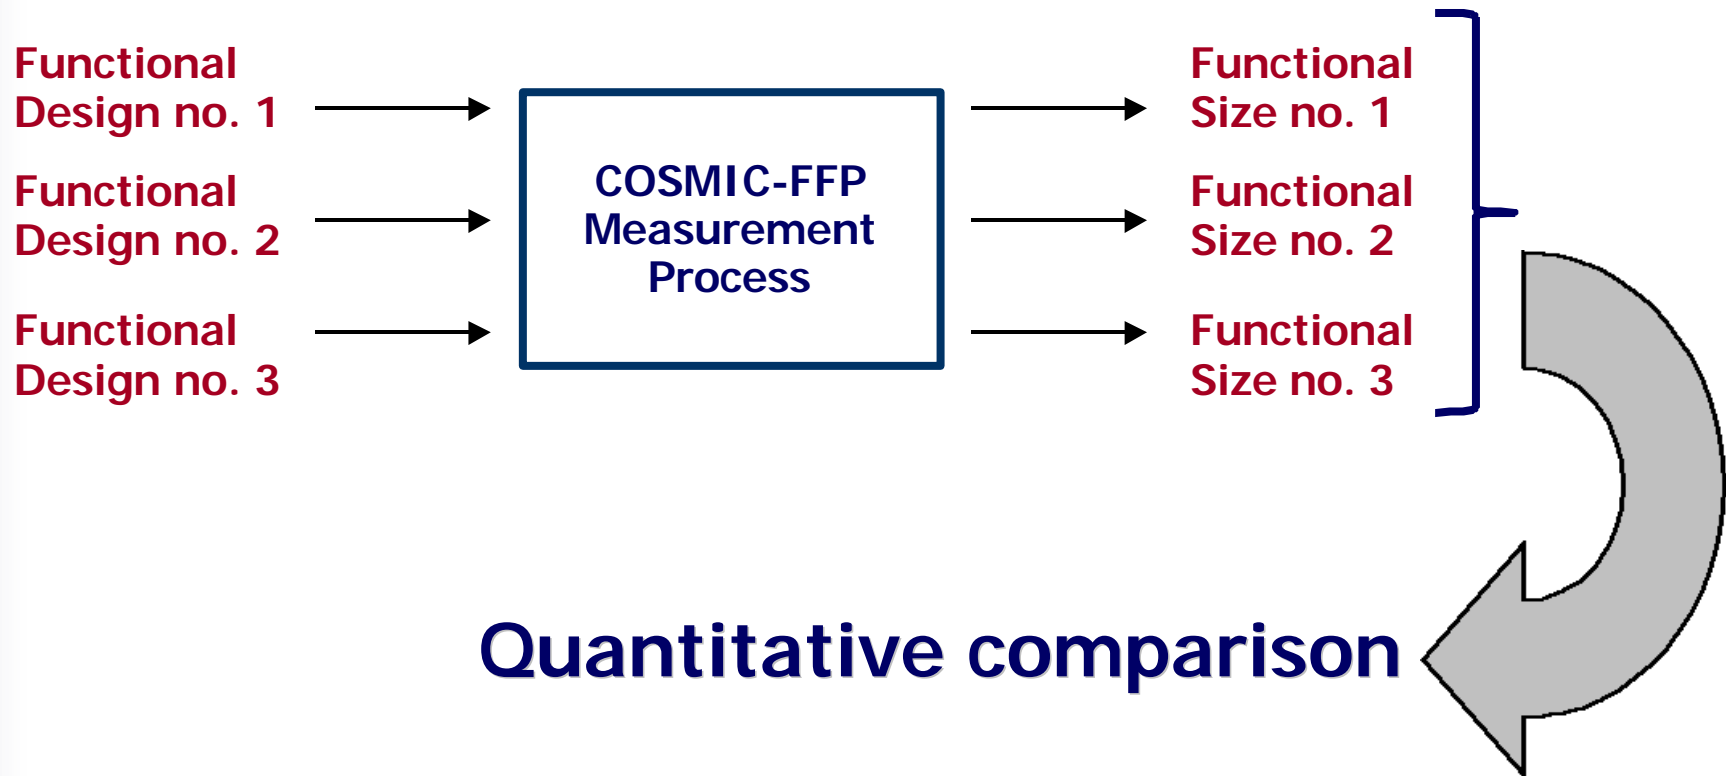 Functional
Design no. 1
Functional
Design no. 2
Functional
Design no. 3
COSMIC-FFP
Measurement
Process
Functional
Size no. 1
Functional
Size no. 2
Functional
Size no. 3
Quantitative comparison